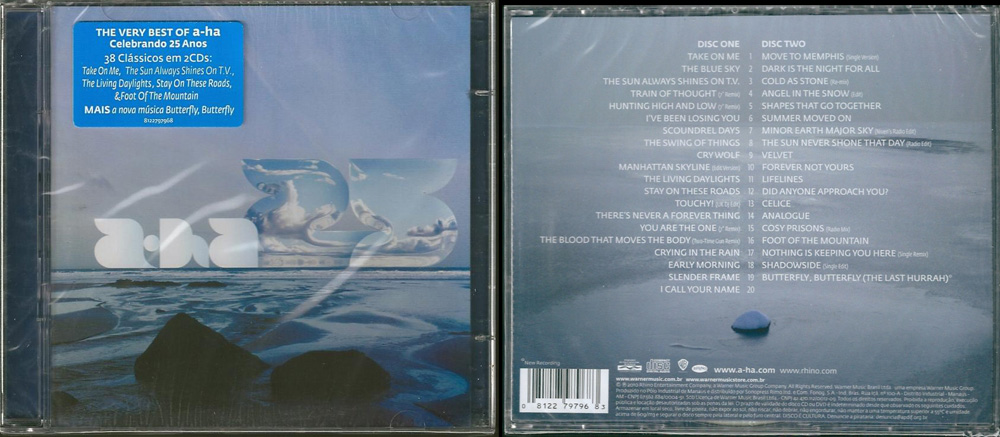 THE VERY BEST OF a-ha
Celebrando 25 Anos
38 Clássicos em 2CDs:
Take On Me, The Sun Always Shines On T.V.,
The Living Daylights, Stay On These Roads,
&Foot Of The Mountain
MAIS a nova música Butterfly, Butterfly
8122797968
25
a-ha
DISC ONE
TAKE ON ME 1
THE BLUE SKY 2
THE SUN ALWAYS SHINES ON T.V. 3
TRAIN OF THOUGHT (7" Remix) 4
HUNTING HIGH AND LOW (7" Remix) 5
I'VE BEEN LOSING YOU 6
SCOUNDREL DAYS 7
THE SWING OF THINGS 8
CRY WOLF 9
MANHATTAN SKYLINE (Edit Version) 10
THE LIVING DAYLIGHTS 11
STAY ON THESE ROADS 12
TOUCHY! 13
THERE'S NEVER A FOREVER THING 14
YOU ARE THE ONE (7" Remix) 15
THE BLOOD THAT MOVES THE BODY (Two-Time Gun Remix) 16
CRYING IN THE RAIN 17
EARLY MORNING 18
SLENDER FRAME 19
I CALL YOUR NAME 20
DISC TWO
MOVE TO MEMPHIS (Single Version)
DARK IS THE NIGHT FOR ALL
COLD AS STONE (Re-mix)
ANGEL IN THE SNOW (Edit)
SHAPES THAT GO TOGETHER
SUMMER MOVED ON
MINOR EARTH MAJOR SKY (Niven's Radio Edit)
THE SUN NEVER SHONE THAT DAY (Radio Edit)
VELVET
FOREVER NOT YOURS
LIFELINES
DID ANYONE APPROACH YOU?
CELICE
ANALOGUE
COSY PRISONS (Radio Mix)
FOOT OF THE MOUNTAIN
NOTHING IS KEEPING YOU HERE (Single Remix)
SHADOWSIDE (Single Edit)
BUTTERFLY, BUTTERFLY (THE LAST HURRAH)*
*New Recording
www.a-ha.com www.rhino.com
www.warnermusic.com.br www.warnermusicstore.com.br
0 81227 97968 3